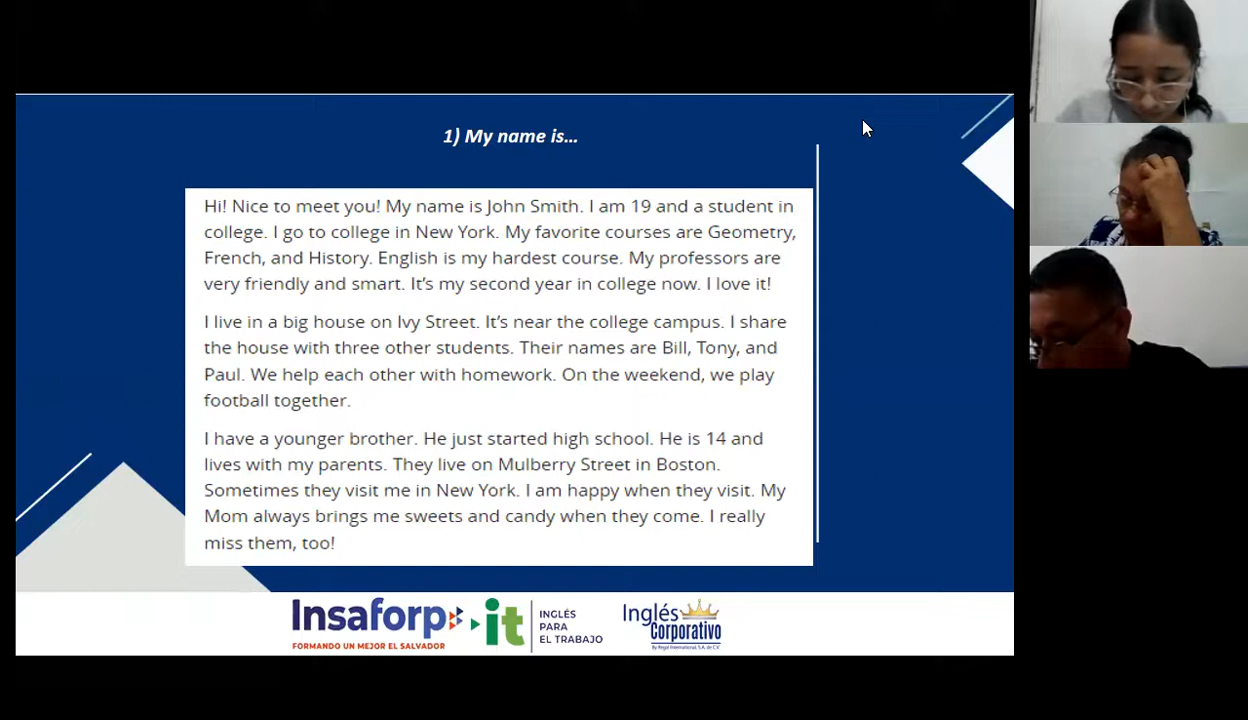 1) My name is...
Hi! Nice to meet you! My name is John Smith. I am 19 and a student in
college. I go to college in New York. My favorite courses are Geometry,
French, and History. English is my hardest course. My professors are
very friendly and smart. It's my second year in college now. I love it!
I live in a big house on Ivy Street. It's near the college campus. I share
the house with three other students. Their names are Bill, Tony, and
Paul. We help each other with homework. On the weekend, we play
football together.
I have a younger brother. He just started high school. He is 14 and
lives with my parents. They live on Mulberry Street in Boston.
Sometimes they visit me in New York. I am happy when they visit. My
Mom always brings me sweets and candy when they come. I really
miss them, too!
Insaforp
FORMANDO UN MEJOR EL SALVADOR
it
INGLÉS
PARA
EL TRABAJO
Inglés
Corporativo
By Regal International, S.A. de C.V.